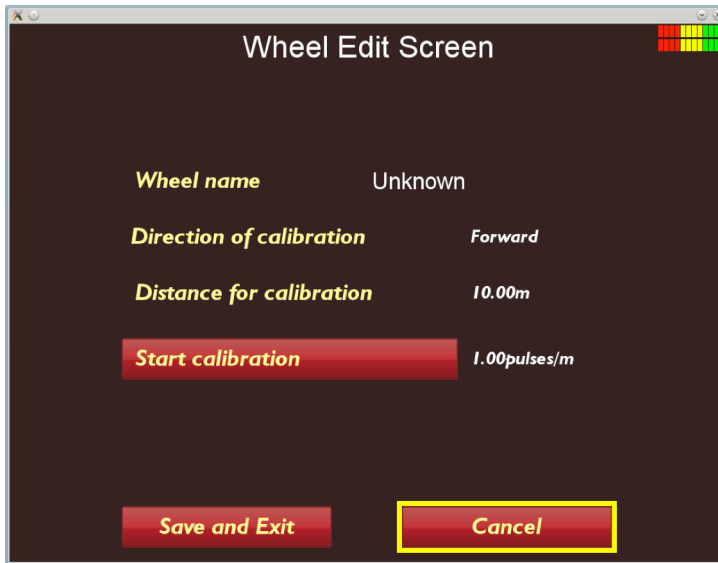 Wheel Edit Screen
Wheel name Unknown
Direction of calibration Forward
Distance for calibration 10.00m
Start calibration 1.00pulses/m
Save and Exit Cancel